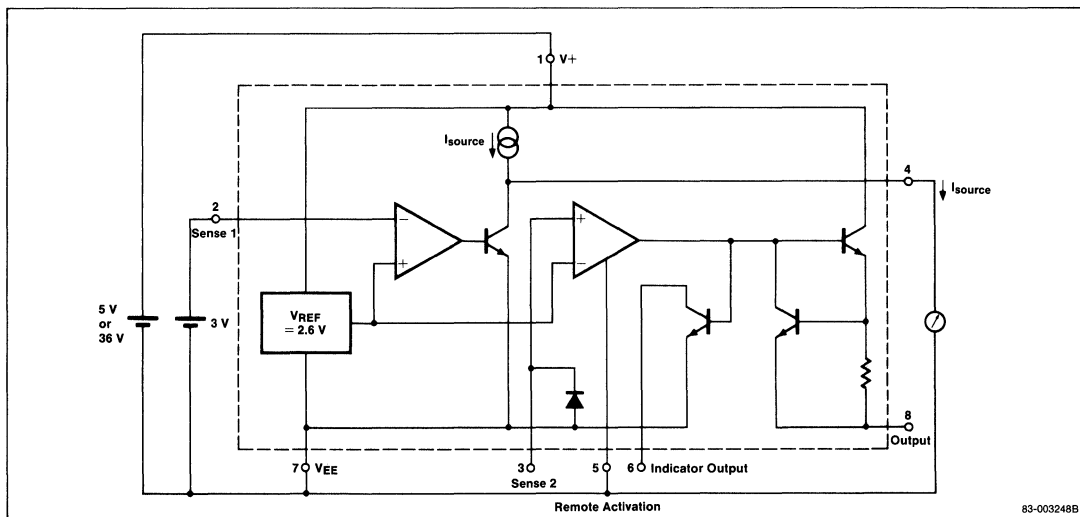 1 V+
Isource
4
Isource
2
Sense 1
−
+
+
−
5 V
or
36 V
3 V
VREF
= 2.6 V
8
Output
7 VEE
3
Sense 2
5
6 Indicator Output
Remote Activation
83-003248B